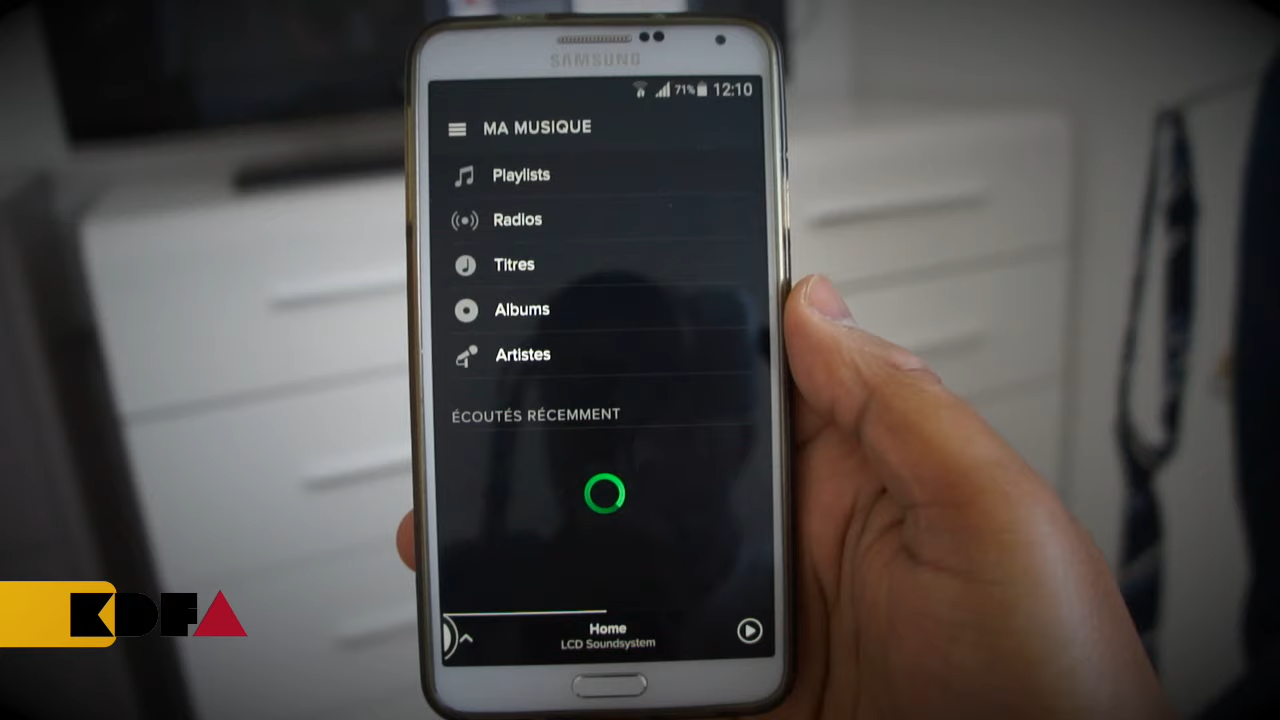 SAMSUNG
71% 12:10
MA MUSIQUE
Playlists
Radios
Titres
Albums
Artistes
ÉCOUTÉS RÉCEMMENT
Home
LCD Soundsystem
KDFA